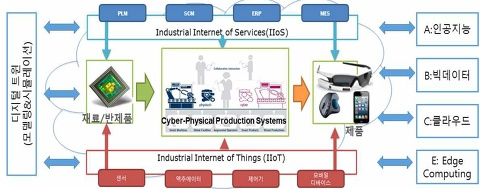 PLM
SCM
ERP
MES
Industrial Internet of Services(IIoS)
디지털 트윈
(모델링&시뮬레이션)
재료/반제품
Cyber-Physical Production Systems
제품
Industrial Internet of Things (IIoT)
센서
액추에이터
제어기
모바일
디바이스
A:인공지능
B:빅데이터
C:클라우드
E: Edge
Computing